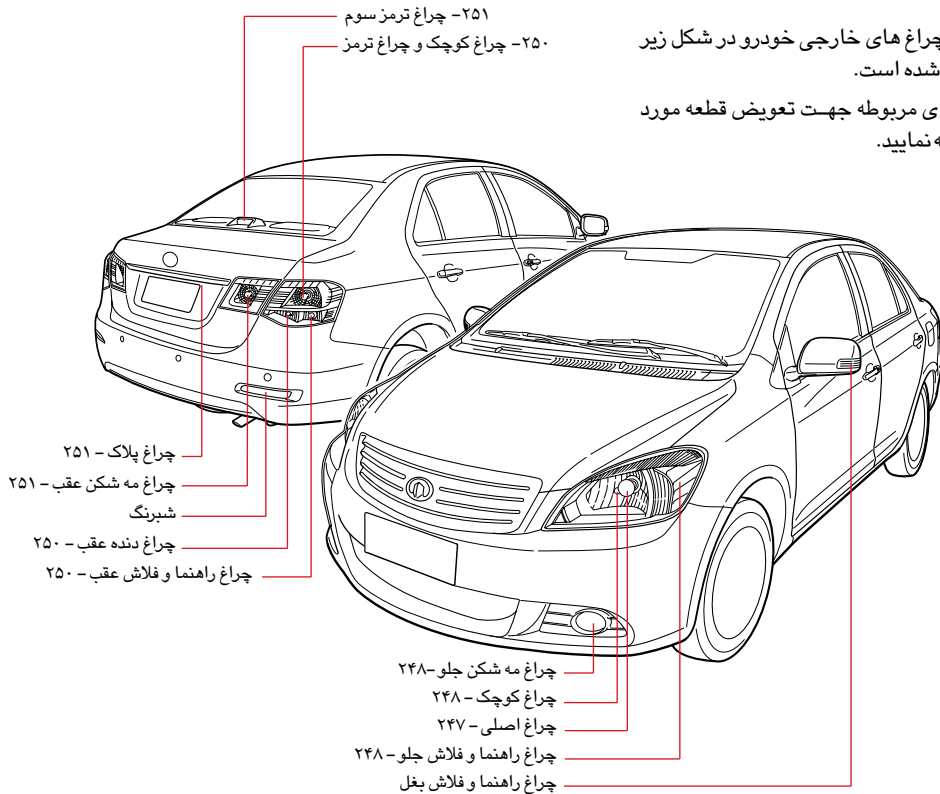 چراغ های خارجی خودرو در شکل زیر
شده است.
ی مربوطه جهت تعویض قطعه مورد
ه نمایید.
۲۵۱- چراغ ترمز سوم
۲۵۰- چراغ کوچک و چراغ ترمز
چراغ پلاک - ۲۵۱
چراغ مه شکن عقب - ۲۵۱
شبرنگ
چراغ دنده عقب - ۲۵۰
چراغ راهنما و فلاش عقب - ۲۵۰
چراغ مه شکن جلو - ۲۴۸
چراغ کوچک - ۲۴۸
چراغ اصلی - ۲۴۷
چراغ راهنما و فلاش جلو - ۲۴۸
چراغ راهنما و فلاش بغل